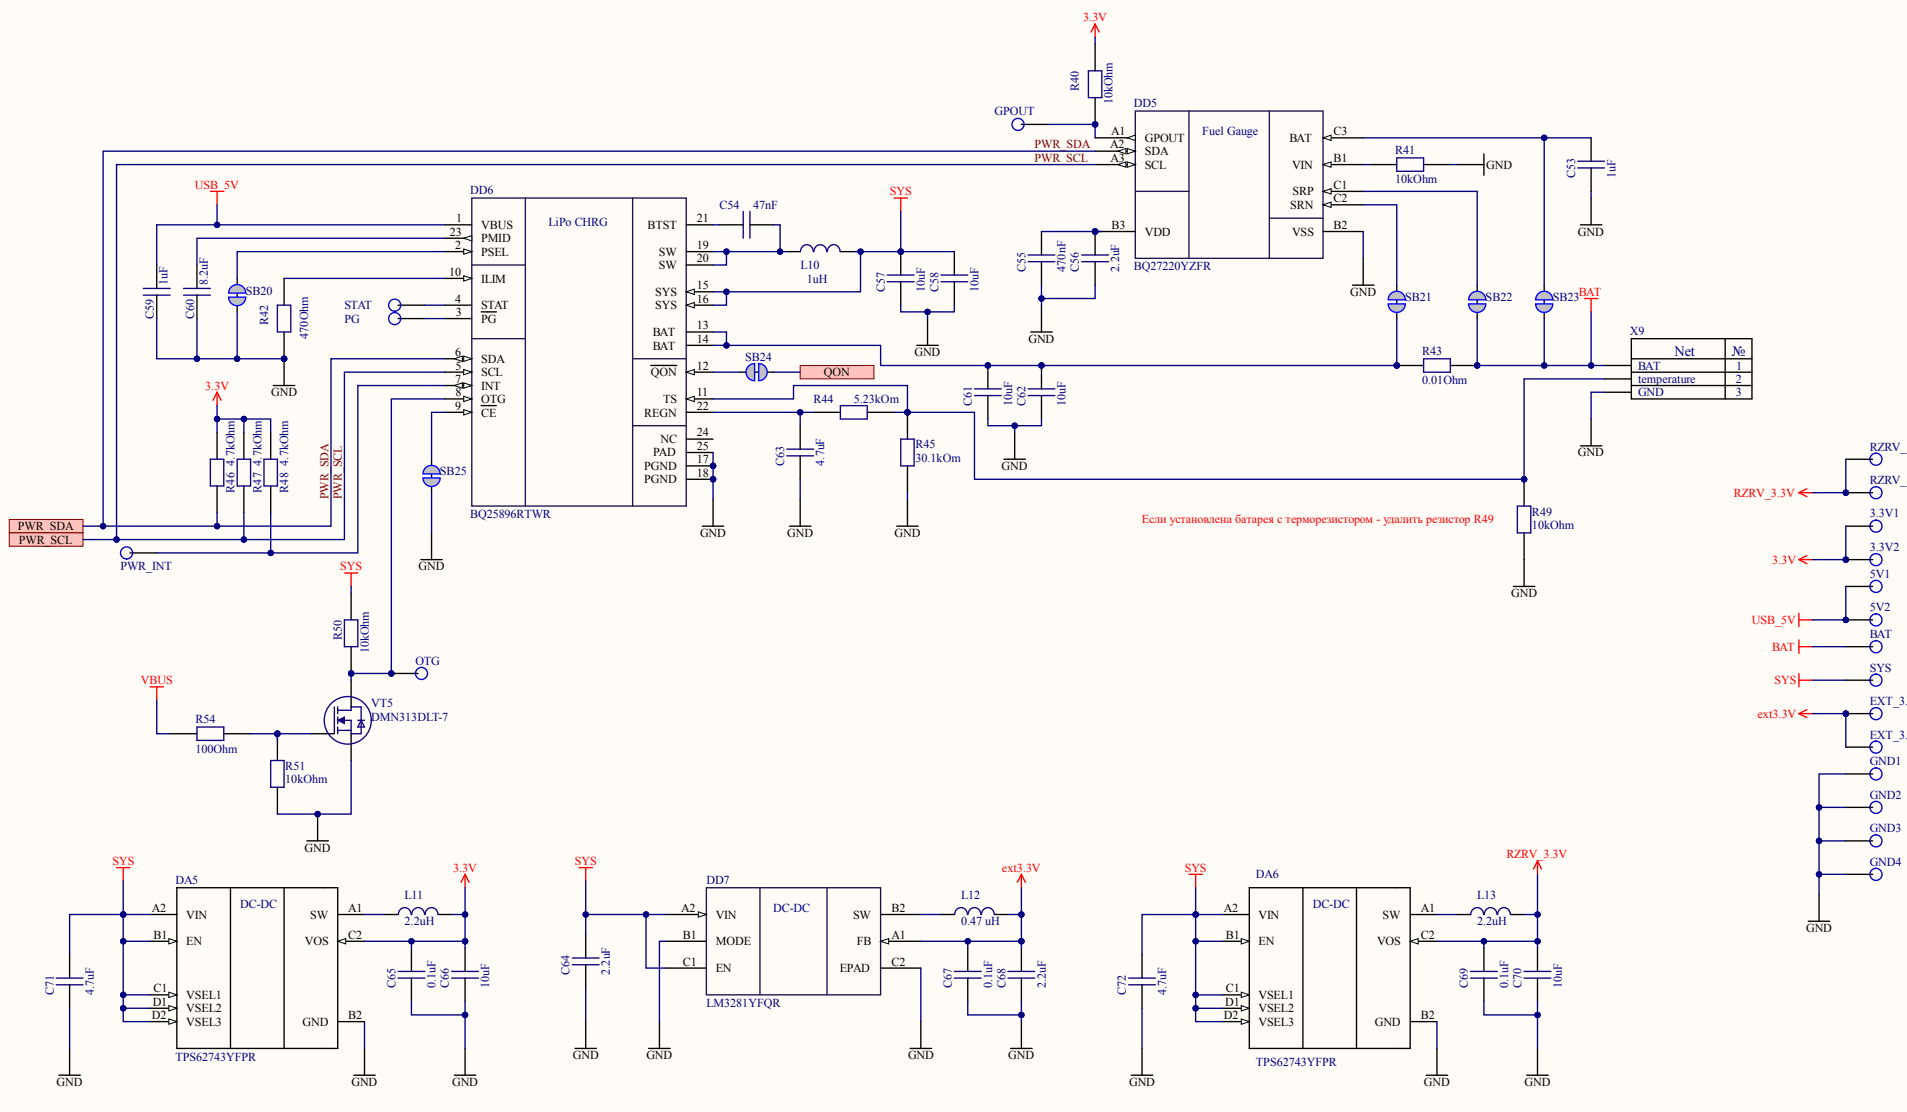 3.3V
R40
10kOhm
GPOUT
DD5
A1
GPOUT
Fuel Gauge
BAT
C3
PWR_SDA
A2
SDA
PWR_SCL
A3
SCL
VIN
B1
R41
10kOhm
GND
SRP
C1
SRN
C2
C53
1uF
GND
B3
VDD
VSS
B2
BQ27220YZFR
C55
470nF
C56
2.2uF
GND
GND
SB21
SB22
SB23
BAT
USB_5V
DD6
LiPo CHRG
1
VBUS
23
PMID
2
PSEL
10
ILIM
4
STAT
3
PG
6
SDA
5
SCL
7
INT
8
OTG
9
CE
BTST
21
SW
19
SW
20
SYS
15
SYS
16
BAT
13
BAT
14
QON
12
TS
11
REGN
22
NC
24
PAD
25
PGND
17
PGND
18
BQ25896RTWR
C59
1uF
C60
8.2uF
SB20
R42
470Ohm
STAT
PG
GND
C54
47nF
L10
1uH
SYS
C57
10uF
C58
10uF
GND
SB24
QON
R44
5.23kOm
C63
4.7uF
R45
30.1kOm
GND
GND
GND
C61
10uF
C62
10uF
GND
R43
0.01Ohm
X9
Net
№
BAT
1
temperature
2
GND
3
GND
Если установлена батарея с терморезистором - удалить резистор R49
R49
10kOhm
GND
3.3V
R46 4.7kOhm
R47 4.7kOhm
R48 4.7kOhm
PWR_SDA
PWR_SCL
SB25
GND
PWR_SDA
PWR_SCL
PWR_INT
SYS
R50
10kOhm
OTG
VBUS
R54
100Ohm
VT5
DMN313DLT-7
R51
10kOhm
GND
RZRV_
RZRV_
RZRV_3.3V
3.3V1
3.3V2
3.3V
5V1
5V2
USB_5V
BAT
BAT
SYS
SYS
EXT_3.
ext3.3V
EXT_3.
GND1
GND2
GND3
GND4
GND
SYS
DA5
DC-DC
A2
VIN
B1
EN
C1
VSEL1
D1
VSEL2
D2
VSEL3
SW
A1
VOS
C2
GND
B2
TPS62743YFPR
C71
4.7uF
L11
2.2uH
3.3V
C65
0.1uF
C66
10uF
GND
GND
GND
SYS
DD7
DC-DC
A2
VIN
B1
MODE
C1
EN
SW
B2
FB
A1
EPAD
C2
LM3281YFQR
C64
2.2uF
L12
0.47 uH
ext3.3V
C67
0.1uF
C68
2.2uF
GND
GND
GND
GND
SYS
DA6
DC-DC
A2
VIN
B1
EN
C1
VSEL1
D1
VSEL2
D2
VSEL3
SW
A1
VOS
C2
GND
B2
TPS62743YFPR
C72
4.7uF
L13
2.2uH
RZRV_3.3V
C69
0.1uF
C70
10uF
GND
GND
GND